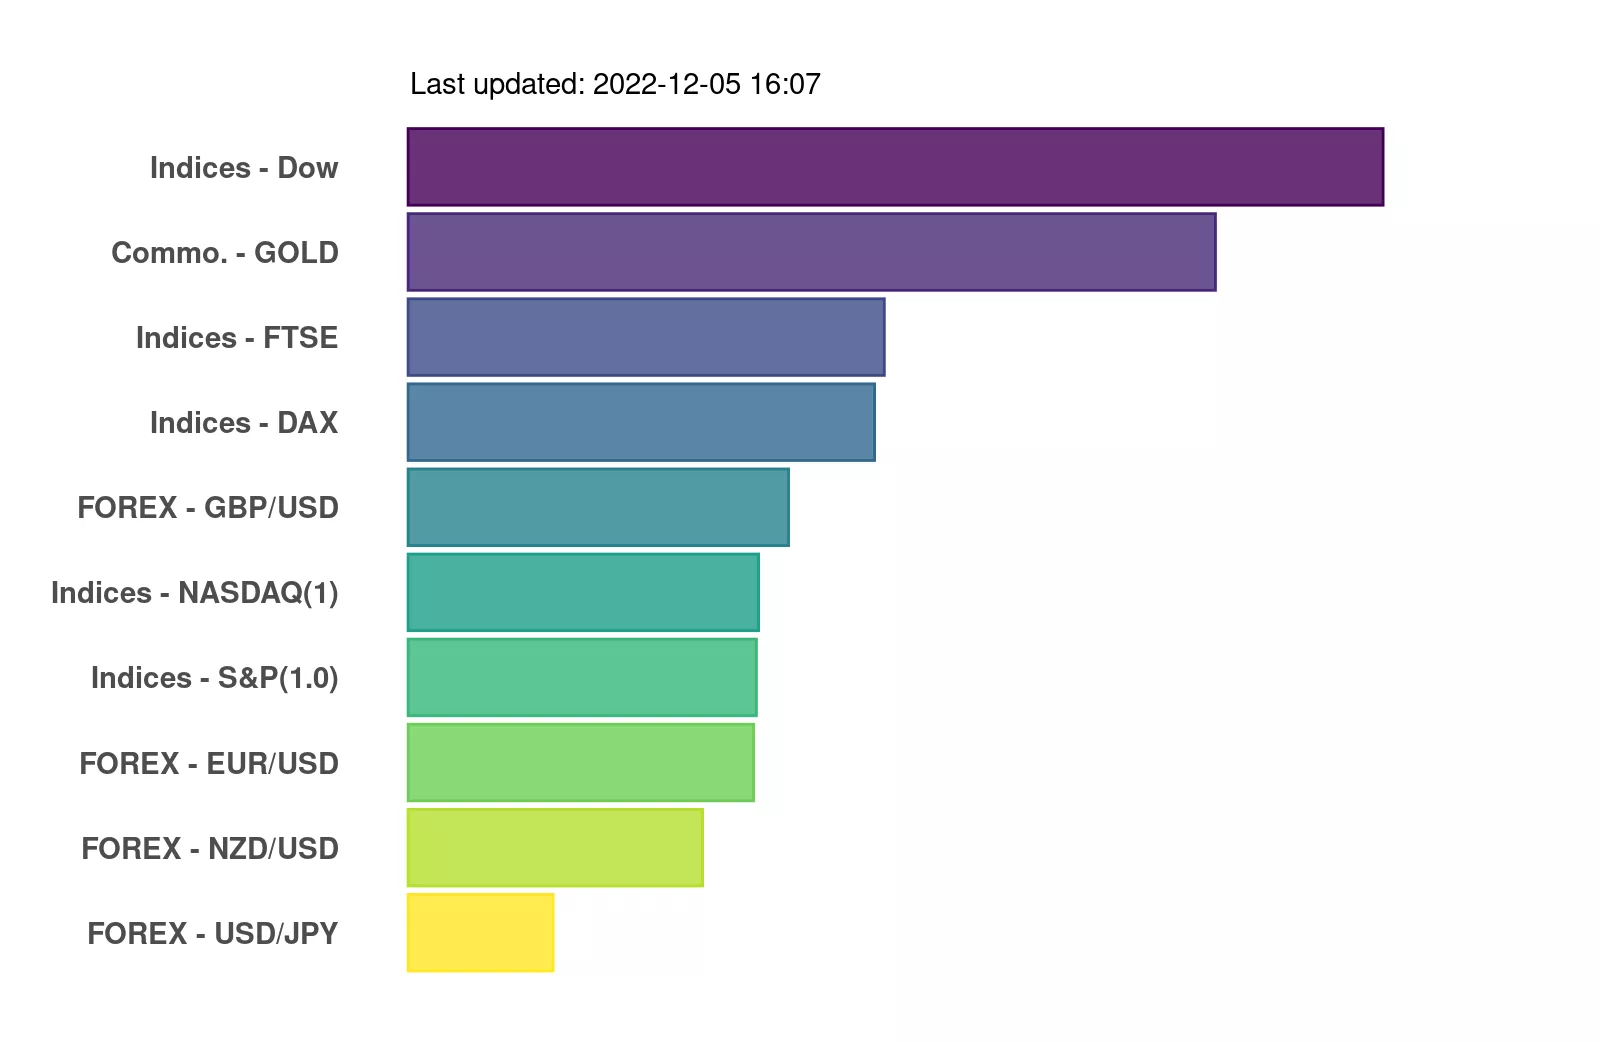 Last updated: 2022-12-05 16:07
Indices - Dow
Commo. - GOLD
Indices - FTSE
Indices - DAX
FOREX - GBP/USD
Indices - NASDAQ(1)
Indices - S&P(1.0)
FOREX - EUR/USD
FOREX - NZD/USD
FOREX - USD/JPY